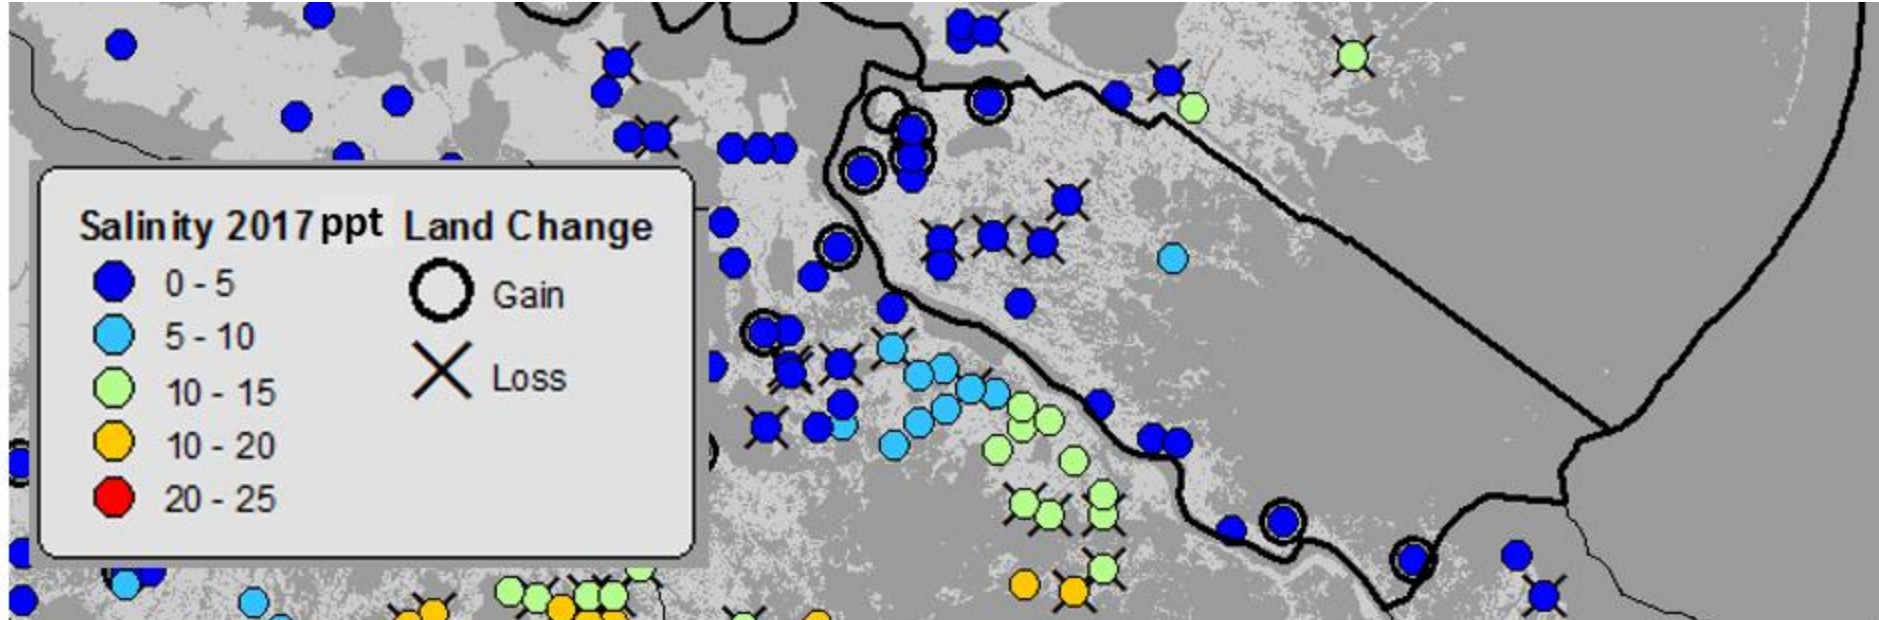 Salinity 2017 ppt
0 - 5
5 - 10
10 - 15
10 - 20
20 - 25
Land Change
Gain
Loss